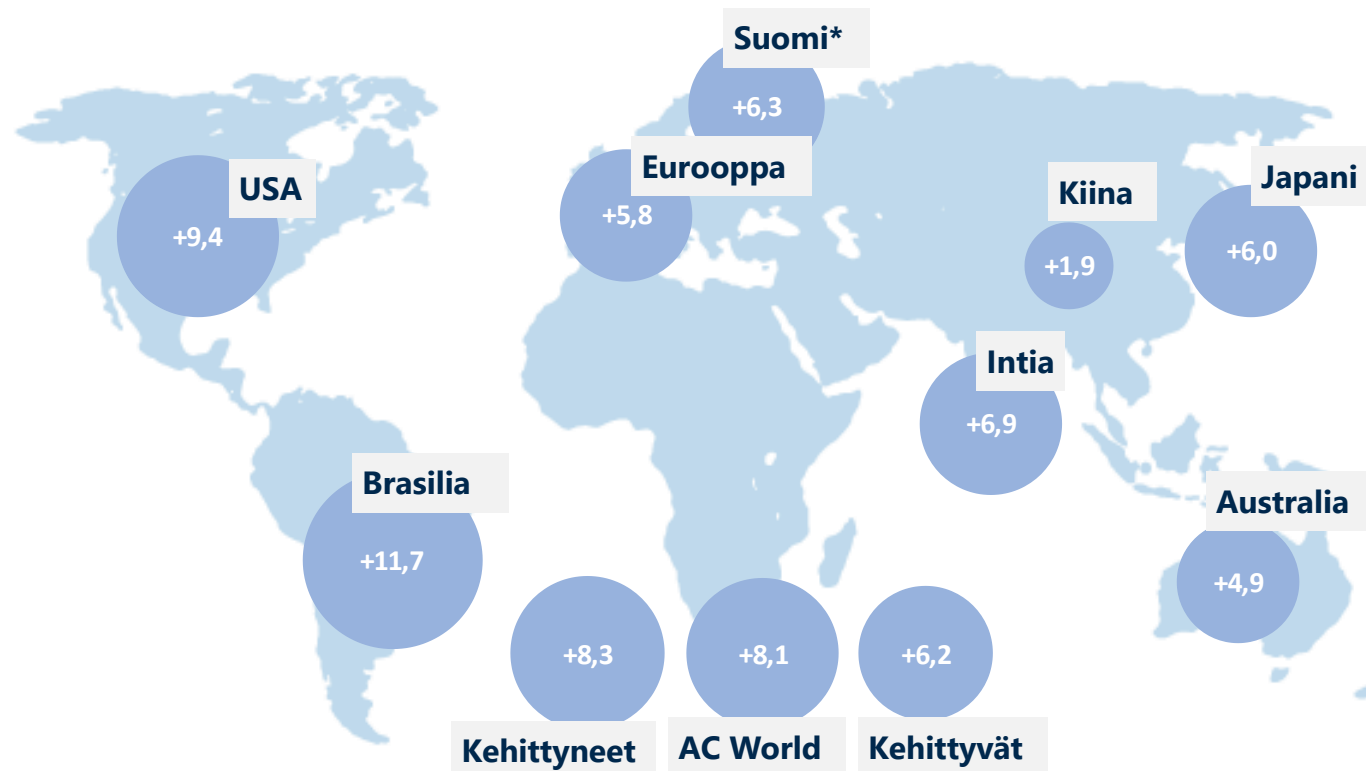 Suomi*
+6,3
Eurooppa
+5,8
USA
+9,4
Kiina
+1,9
Japani
+6,0
Intia
+6,9
Brasilia
+11,7
Australia
+4,9
+8,3
Kehittyneet
+8,1
AC World
+6,2
Kehittyvät